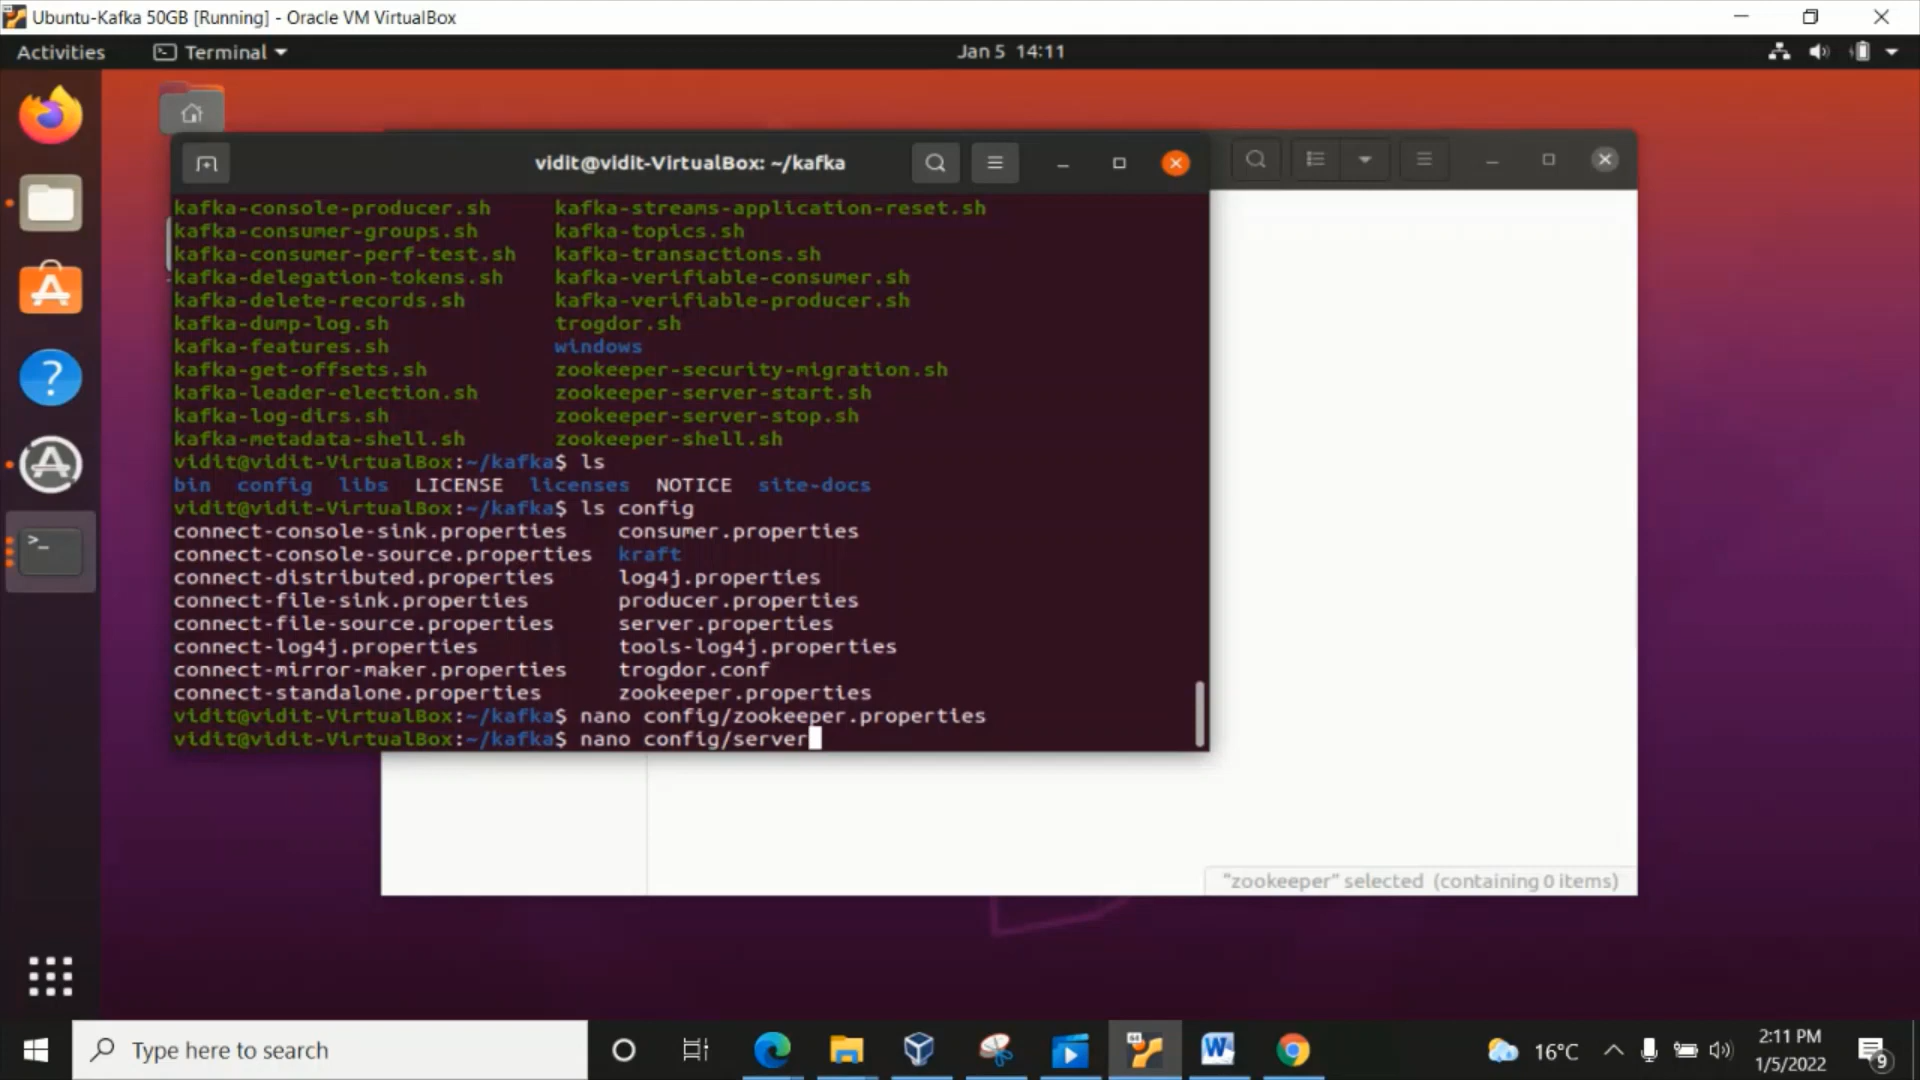 Ubuntu-Kafka 50GB [Running] - Oracle VM VirtualBox
Activities Terminal Jan 5 14:11
vidit@vidit-VirtualBox: ~/kafka
kafka-console-producer.sh kafka-streams-application-reset.sh
kafka-consumer-groups.sh kafka-topics.sh
kafka-consumer-perf-test.sh kafka-transactions.sh
kafka-delegation-tokens.sh kafka-verifiable-consumer.sh
kafka-delete-records.sh kafka-verifiable-producer.sh
kafka-dump-log.sh trogdor.sh
kafka-features.sh windows
kafka-get-offsets.sh zookeeper-security-migration.sh
kafka-leader-election.sh zookeeper-server-start.sh
kafka-log-dirs.sh zookeeper-server-stop.sh
kafka-metadata-shell.sh zookeeper-shell.sh
vidit@vidit-VirtualBox:~/kafka$ ls
bin config libs LICENSE licenses NOTICE site-docs
vidit@vidit-VirtualBox:~/kafka$ ls config
connect-console-sink.properties consumer.properties
connect-console-source.properties kraft
connect-distributed.properties log4j.properties
connect-file-sink.properties producer.properties
connect-file-source.properties server.properties
connect-log4j.properties tools-log4j.properties
connect-mirror-maker.properties trogdor.conf
connect-standalone.properties zookeeper.properties
vidit@vidit-VirtualBox:~/kafka$ nano config/zookeeper.properties
vidit@vidit-VirtualBox:~/kafka$ nano config/server
"zookeeper" selected (containing 0 items)
Type here to search
16°C
2:11 PM
1/5/2022
9